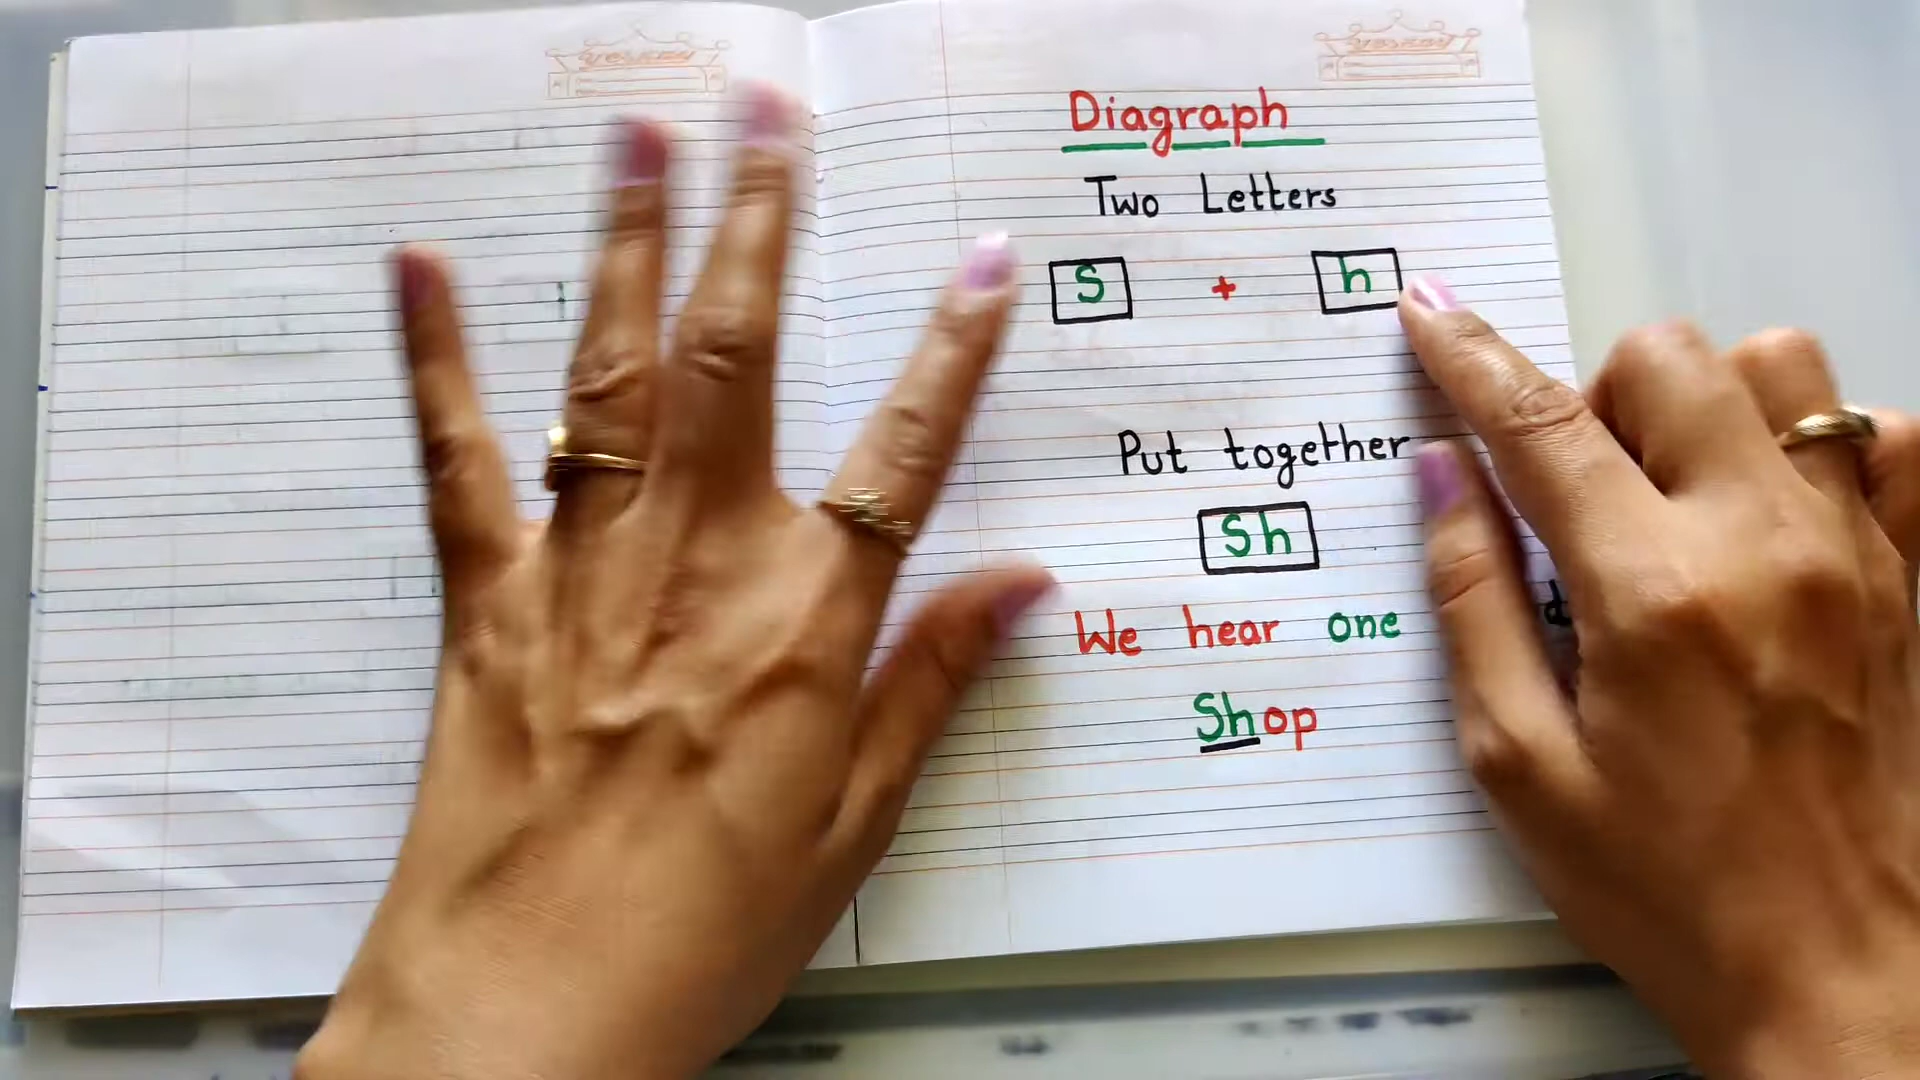 Diagraph
Two Letters
S + h
Put together
Sh
We hear one
Shop